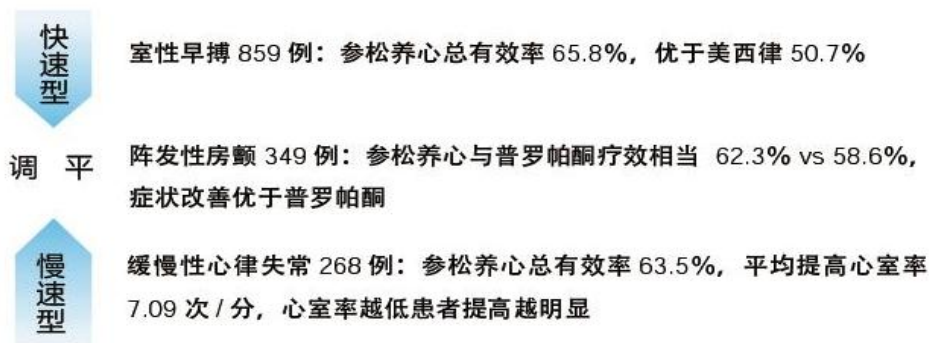 快速型
室性早搏 859 例：参松养心总有效率 65.8%，优于美西律 50.7%
调 平
阵发性房颤 349 例：参松养心与普罗帕酮疗效相当 62.3% vs 58.6%，
症状改善优于普罗帕酮
慢速型
缓慢性心律失常 268 例：参松养心总有效率 63.5%，平均提高心室率
7.09 次 / 分，心室率越低患者提高越明显